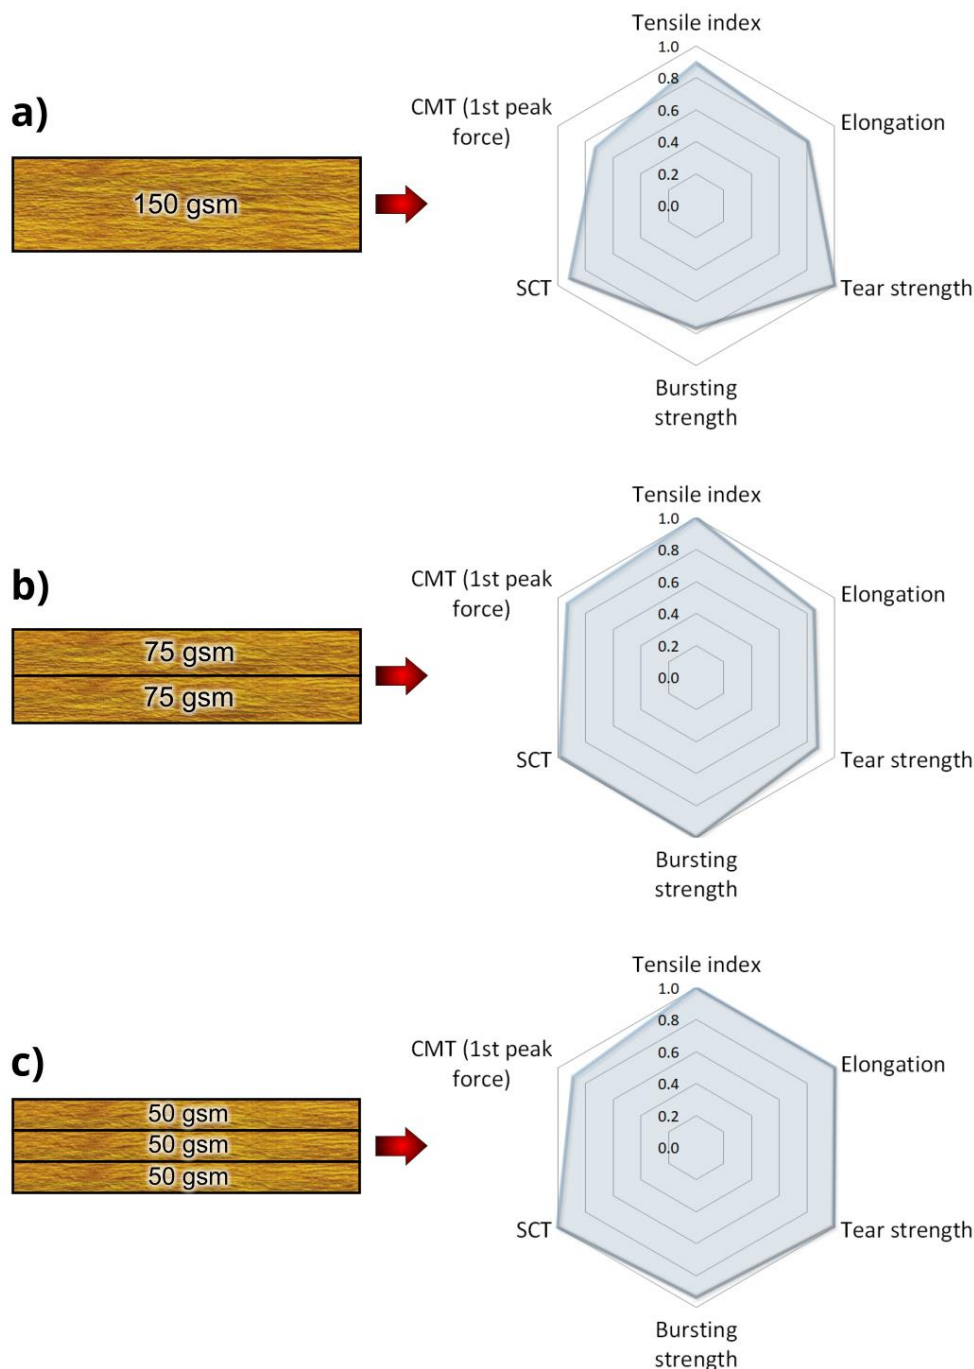 a)
150 gsm
Tensile index
1.0
0.8
0.6
0.4
0.2
0.0
CMT (1st peak
force)
Elongation
SCT
Tear strength
Bursting
strength
b)
75 gsm
75 gsm
Tensile index
1.0
0.8
0.6
0.4
0.2
0.0
CMT (1st peak
force)
Elongation
SCT
Tear strength
Bursting
strength
c)
50 gsm
50 gsm
50 gsm
Tensile index
1.0
0.8
0.6
0.4
0.2
0.0
CMT (1st peak
force)
Elongation
SCT
Tear strength
Bursting
strength